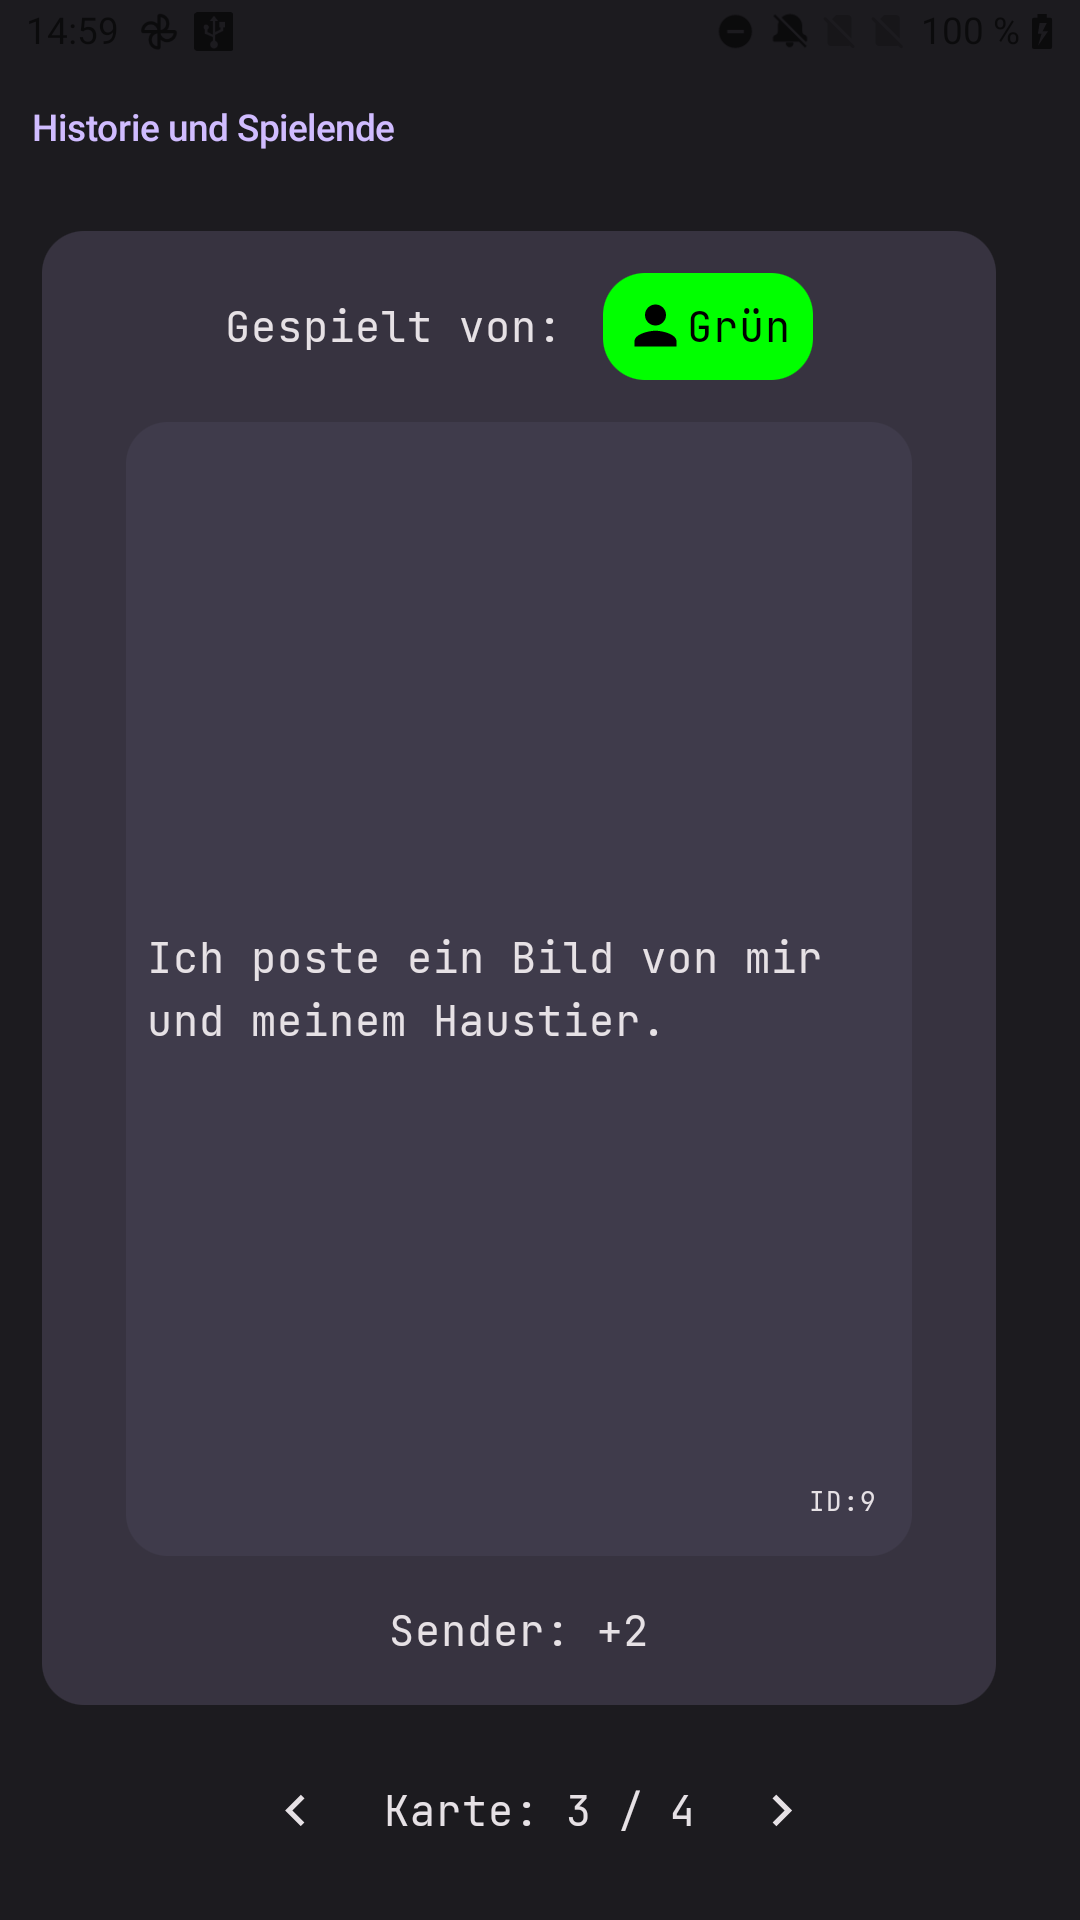 14:59
100 %
Historie und Spielende
Gespielt von:
Grün
Ich poste ein Bild von mir
und meinem Haustier.
ID:9
Sender: +2
Karte: 3 / 4